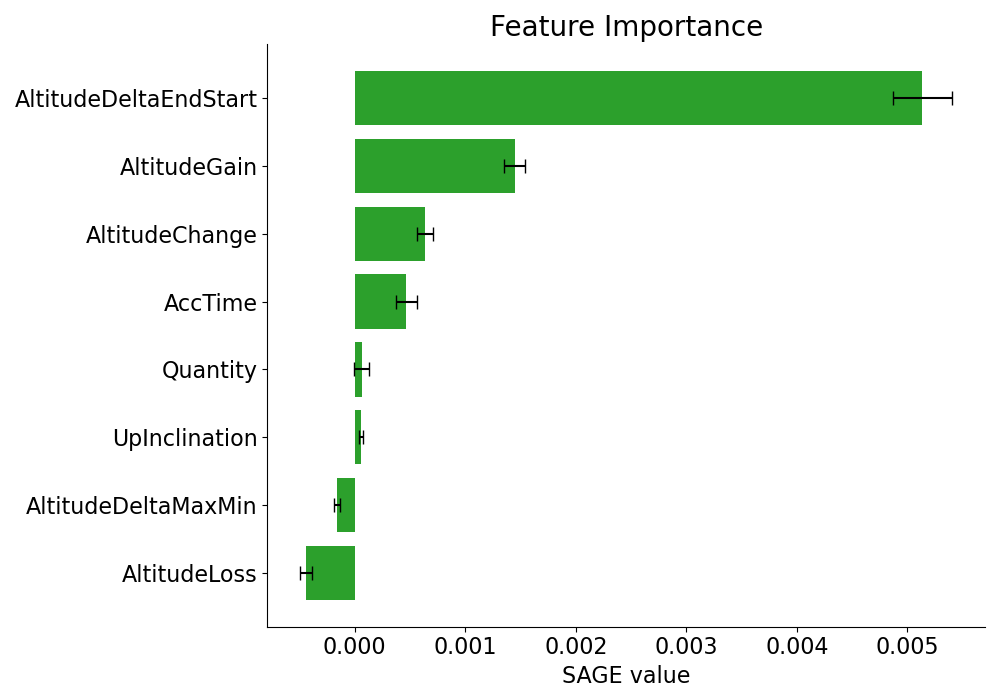 Feature Importance
AltitudeDeltaEndStart
AltitudeGain
AltitudeChange
AccTime
Quantity
UpInclination
AltitudeDeltaMaxMin
AltitudeLoss
0.000 0.001 0.002 0.003 0.004 0.005
SAGE value